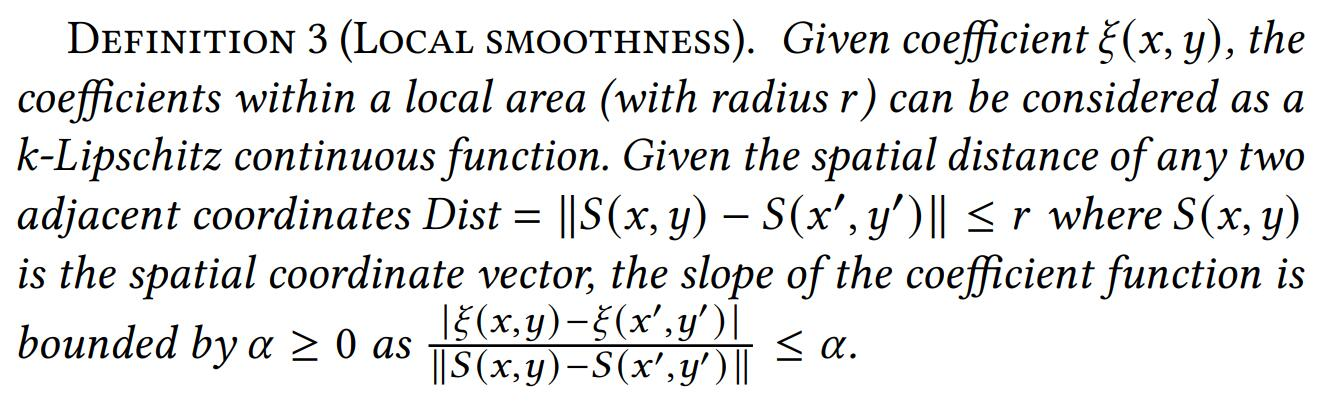 DEFINITION 3 (LOCAL SMOOTHNESS). Given coefficient ξ(x, y), the
coefficients within a local area (with radius r) can be considered as a
k-Lipschitz continuous function. Given the spatial distance of any two
adjacent coordinates Dist = ‖S(x, y) − S(x′, y′)‖ ≤ r where S(x, y)
is the spatial coordinate vector, the slope of the coefficient function is
bounded by α ≥ 0 as |ξ(x,y)−ξ(x′,y′)| / ‖S(x,y)−S(x′,y′)‖ ≤ α.